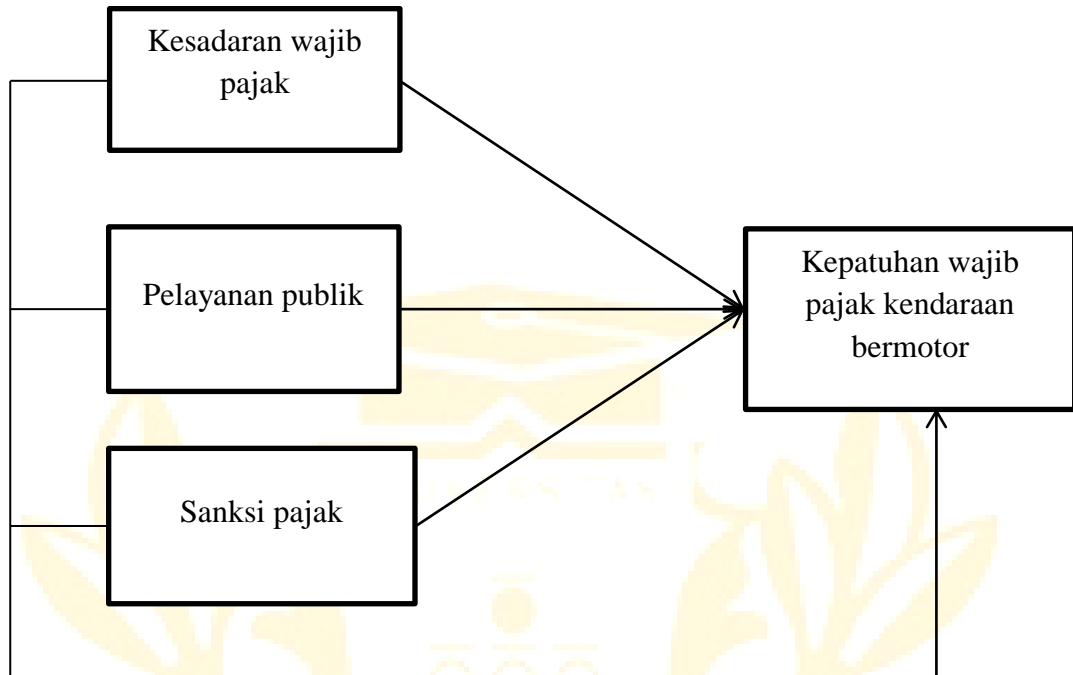 Kesadaran wajib
pajak
Pelayanan publik
Sanksi pajak
Kepatuhan wajib
pajak kendaraan
bermotor